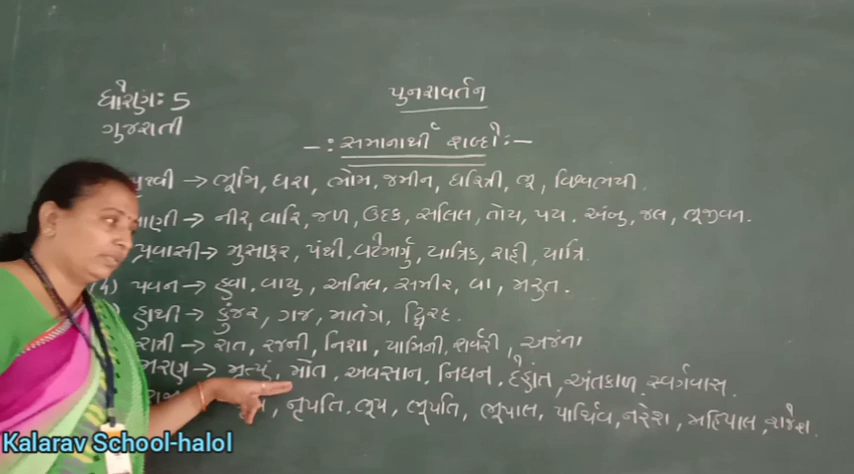 ધોરણ: 5
ગુજરાતી
પુનરાવર્તન
-: સમાનાર્થી શબ્દો :-
પૃથ્વી → ભૂમિ, ધરા, ભોમ, જમીન, ધરિત્રી, ભૂ, વિશ્વંભરી.
પાણી → નીર, વારિ, જળ, ઉદક, સલિલ, તોય, પય. અંબુ, જલ, ભૂજીવન.
પ્રવાસી → મુસાફર, પંથી, વટેમાર્ગુ, યાત્રિક, રાહી, યાત્રિ.
(4) પવન → હવા, વાયુ, અનિલ, સમીર, વા, મરુત.
હાથી → કુંજર, ગજ, માતંગ, દ્વિરદ.
રાત્રી → રાત, રજની, નિશા, યામિની, શર્વરી,
મરણ → મૃત્યુ, મોત, અવસાન, નિધન, દેહાંત, અંતકાળ, સ્વર્ગવાસ.
નૃપતિ. ભૂપ, ભૂપતિ, ભૂપાલ, પાર્થિવ, નરેશ, મહિપાલ, રાજેશ.
Kalarav School-halol